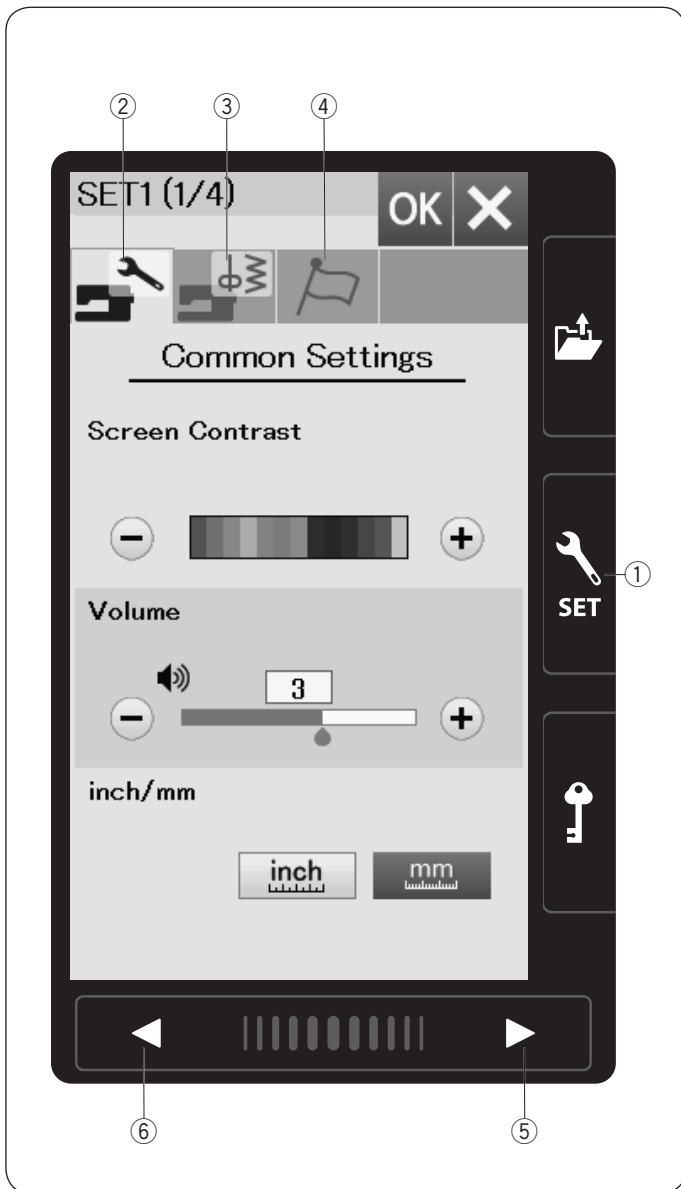 ② ③ ④
SET1 (1/4) OK
Common Settings
Screen Contrast
SET ①
Volume
3
inch/mm
inch mm
⑥ ⑤